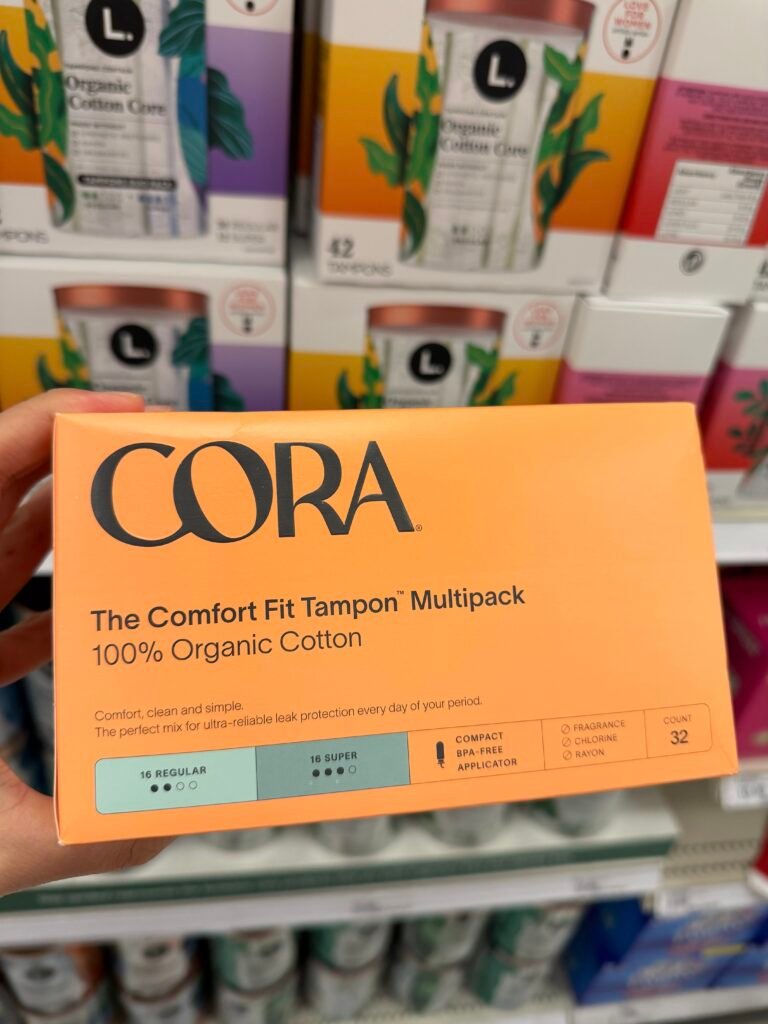 L.
Organic
Cotton Core
L.
Organic
Cotton Core
42
TAMPONS
L.
L.
CORA®
The Comfort Fit Tampon™ Multipack
100% Organic Cotton
Comfort, clean and simple.
The perfect mix for ultra-reliable leak protection every day of your period.
16 REGULAR
16 SUPER
COMPACT
BPA-FREE
APPLICATOR
FRAGRANCE
CHLORINE
RAYON
COUNT
32